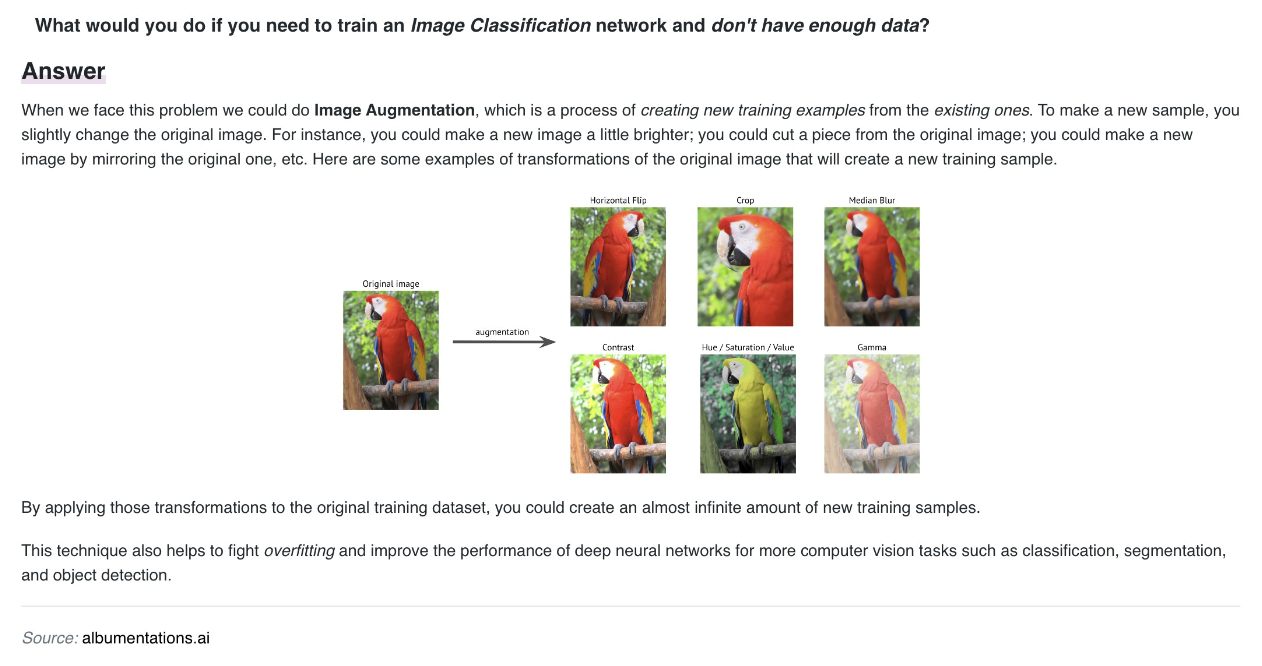 What would you do if you need to train an Image Classification network and don't have enough data?
Answer
When we face this problem we could do Image Augmentation, which is a process of creating new training examples from the existing ones. To make a new sample, you
slightly change the original image. For instance, you could make a new image a little brighter; you could cut a piece from the original image; you could make a new
image by mirroring the original one, etc. Here are some examples of transformations of the original image that will create a new training sample.
Horizontal Flip
Crop
Median Blur
Original image
augmentation
Contrast
Hue / Saturation / Value
Gamma
By applying those transformations to the original training dataset, you could create an almost infinite amount of new training samples.
This technique also helps to fight overfitting and improve the performance of deep neural networks for more computer vision tasks such as classification, segmentation,
and object detection.
Source: albumentations.ai